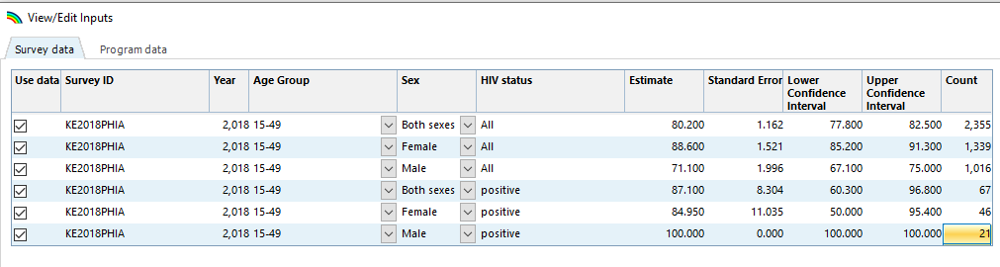 View/Edit Inputs
Survey data Program data
Use data Survey ID Year Age Group Sex HIV status Estimate Standard Error Lower Confidence Interval Upper Confidence Interval Count
KE2018PHIA 2,018 15-49 Both sexes All 80.200 1.162 77.800 82.500 2,355
KE2018PHIA 2,018 15-49 Female All 88.600 1.521 85.200 91.300 1,339
KE2018PHIA 2,018 15-49 Male All 71.100 1.996 67.100 75.000 1,016
KE2018PHIA 2,018 15-49 Both sexes positive 87.100 8.304 60.300 96.800 67
KE2018PHIA 2,018 15-49 Female positive 84.950 11.035 50.000 95.400 46
KE2018PHIA 2,018 15-49 Male positive 100.000 0.000 100.000 100.000 21